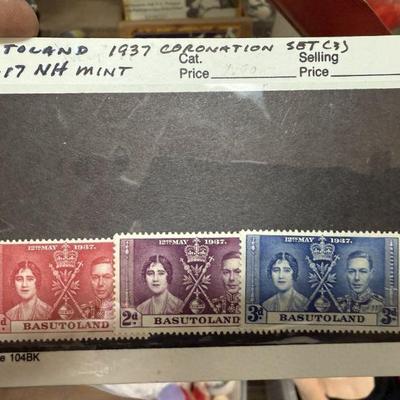 TOLAND 1937 CORONATION SET (3)
-17 NH MINT Cat. Price Selling Price
12TH MAY 1937. 12TH MAY 1937. 12TH MAY 1937.
d 2d 3d 3d
BASUTOLAND BASUTOLAND BASUTOLAND
104BK